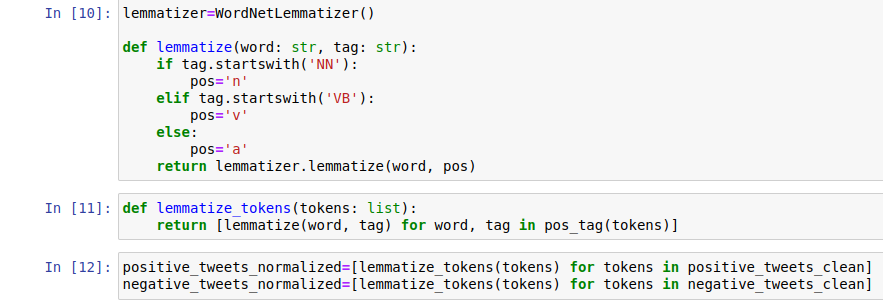 In [10]: lemmatizer=WordNetLemmatizer()

def lemmatize(word: str, tag: str):
    if tag.startswith('NN'):
        pos='n'
    elif tag.startswith('VB'):
        pos='v'
    else:
        pos='a'
    return lemmatizer.lemmatize(word, pos)

In [11]: def lemmatize_tokens(tokens: list):
    return [lemmatize(word, tag) for word, tag in pos_tag(tokens)]

In [12]: positive_tweets_normalized=[lemmatize_tokens(tokens) for tokens in positive_tweets_clean]
negative_tweets_normalized=[lemmatize_tokens(tokens) for tokens in negative_tweets_clean]